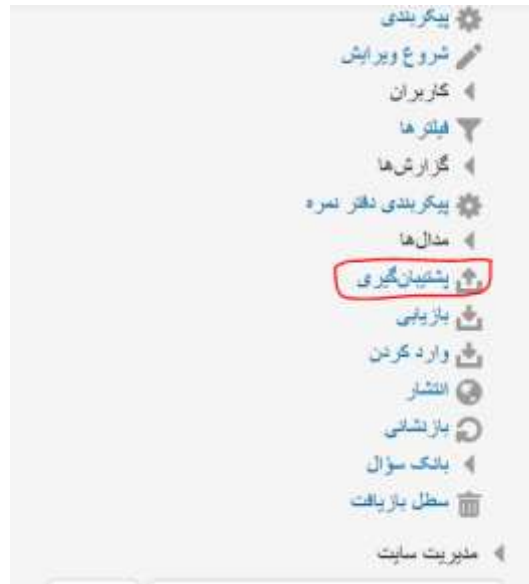 پیکربندی
شروع ویرایش
کاربران
فیلترها
گزارش‌ها
پیکربندی دفتر نمره
مدال‌ها
پشتیبان‌گیری
بازیابی
وارد کردن
انتشار
بازنشانی
بانک سؤال
سطل بازیافت
مدیریت سایت